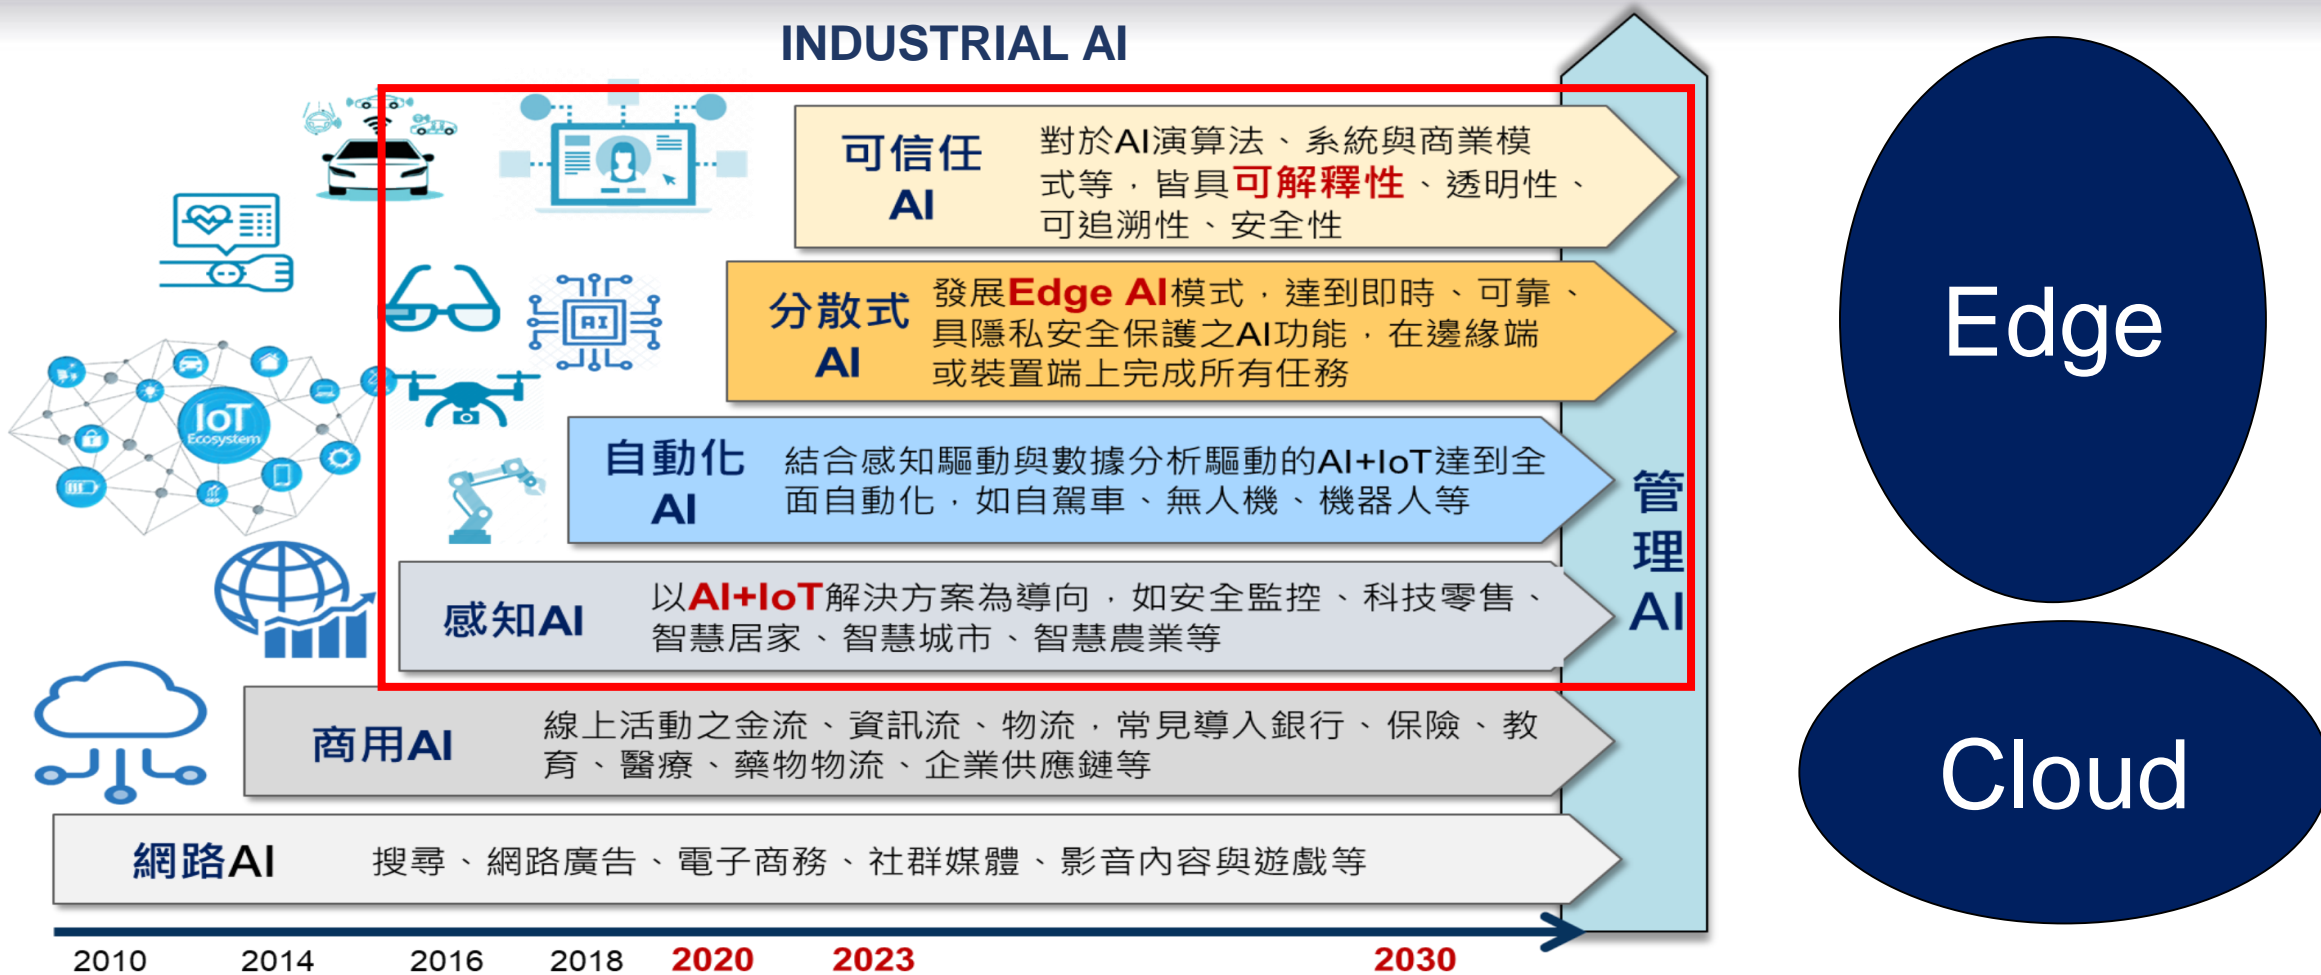 INDUSTRIAL AI
可信任
AI
對於AI演算法、系統與商業模
式等，皆具可解釋性、透明性、
可追溯性、安全性
分散式
AI
發展Edge AI模式，達到即時、可靠、
具隱私安全保護之AI功能，在邊緣端
或裝置端上完成所有任務
AI
IoT
Ecosystem
自動化
AI
結合感知驅動與數據分析驅動的AI+IoT達到全
面自動化，如自駕車、無人機、機器人等
感知AI
以AI+IoT解決方案為導向，如安全監控、科技零售、
智慧居家、智慧城市、智慧農業等
商用AI
線上活動之金流、資訊流、物流，常見導入銀行、保險、教
育、醫療、藥物物流、企業供應鏈等
網路AI
搜尋、網路廣告、電子商務、社群媒體、影音內容與遊戲等
管
理
AI
2010 2014 2016 2018 2020 2023 2030
Edge
Cloud